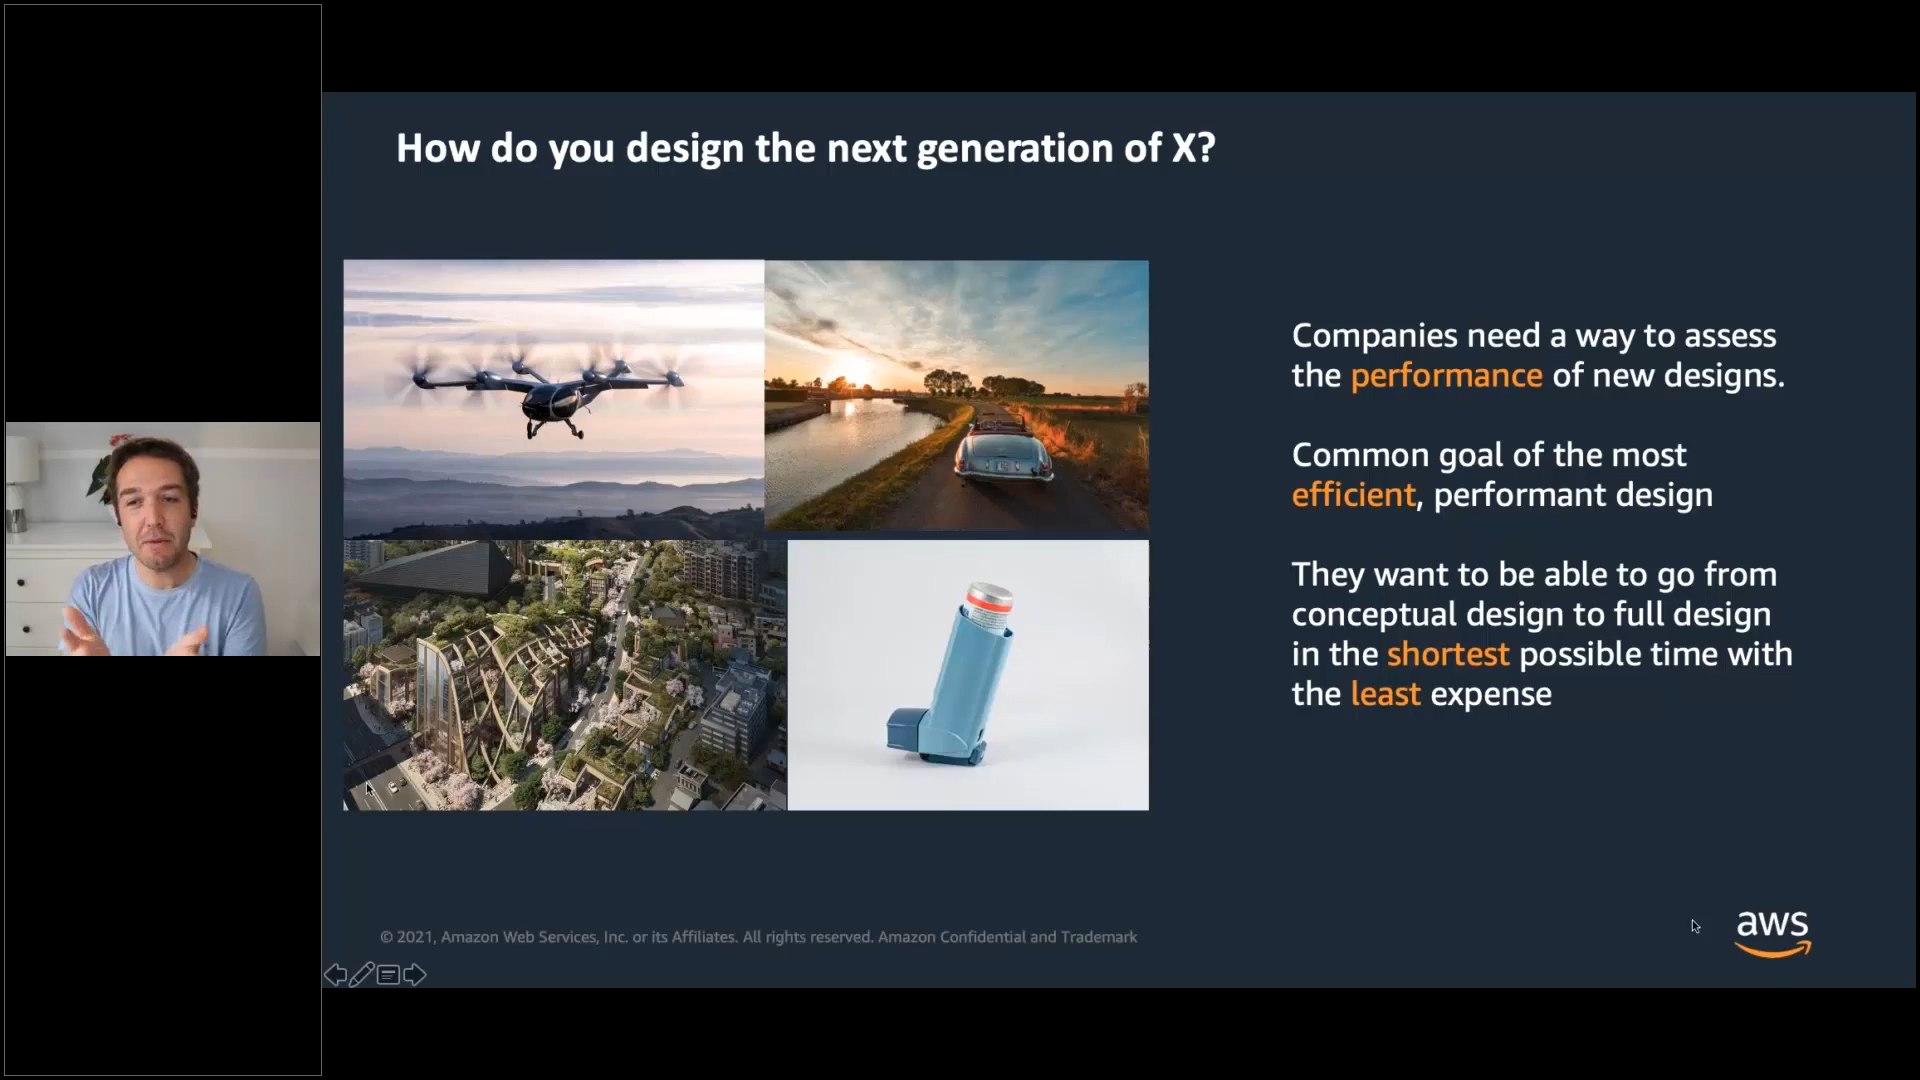 How do you design the next generation of X?
Companies need a way to assess
the performance of new designs.
Common goal of the most
efficient, performant design
They want to be able to go from
conceptual design to full design
in the shortest possible time with
the least expense
© 2021, Amazon Web Services, Inc. or its Affiliates. All rights reserved. Amazon Confidential and Trademark
aws